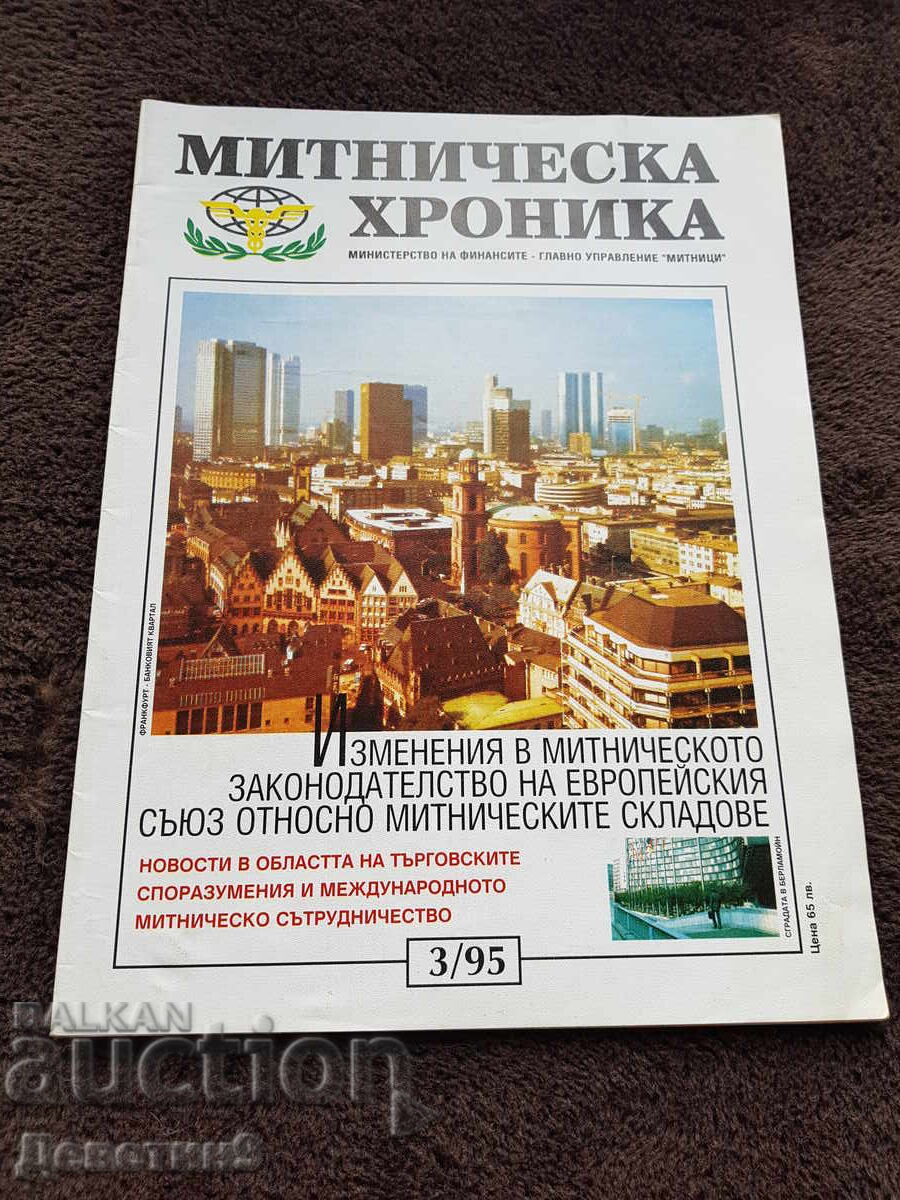 МИТНИЧЕСКА
ХРОНИКА
МИНИСТЕРСТВО НА ФИНАНСИТЕ - ГЛАВНО УПРАВЛЕНИЕ "МИТНИЦИ"
ФРАНКФУРТ - БАНКОВИЯТ КВАРТАЛ
ИЗМЕНЕНИЯ В МИТНИЧЕСКОТО
ЗАКОНОДАТЕЛСТВО НА ЕВРОПЕЙСКИЯ
СЪЮЗ ОТНОСНО МИТНИЧЕСКИТЕ СКЛАДОВЕ
НОВОСТИ В ОБЛАСТТА НА ТЪРГОВСКИТЕ
СПОРАЗУМЕНИЯ И МЕЖДУНАРОДНОТО
МИТНИЧЕСКО СЪТРУДНИЧЕСТВО
СГРАДАТА В БЕРЛАМОЙН
Цена 65 лв.
3/95
BALKAN
auction
Деветкин9